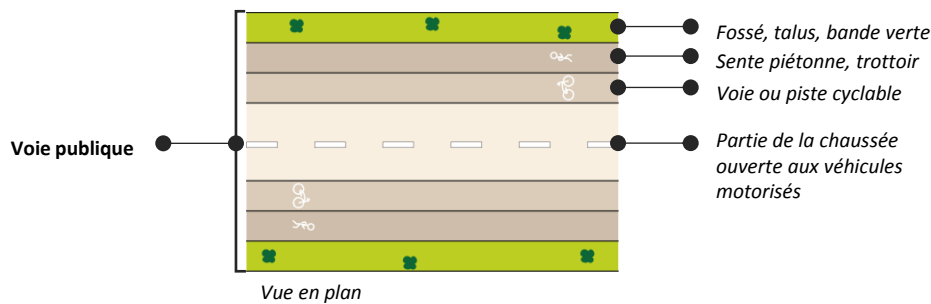 Fossé, talus, bande verte
Sente piétonne, trottoir
Voie ou piste cyclable
Voie publique
Partie de la chaussée
ouverte aux véhicules
motorisés
Vue en plan